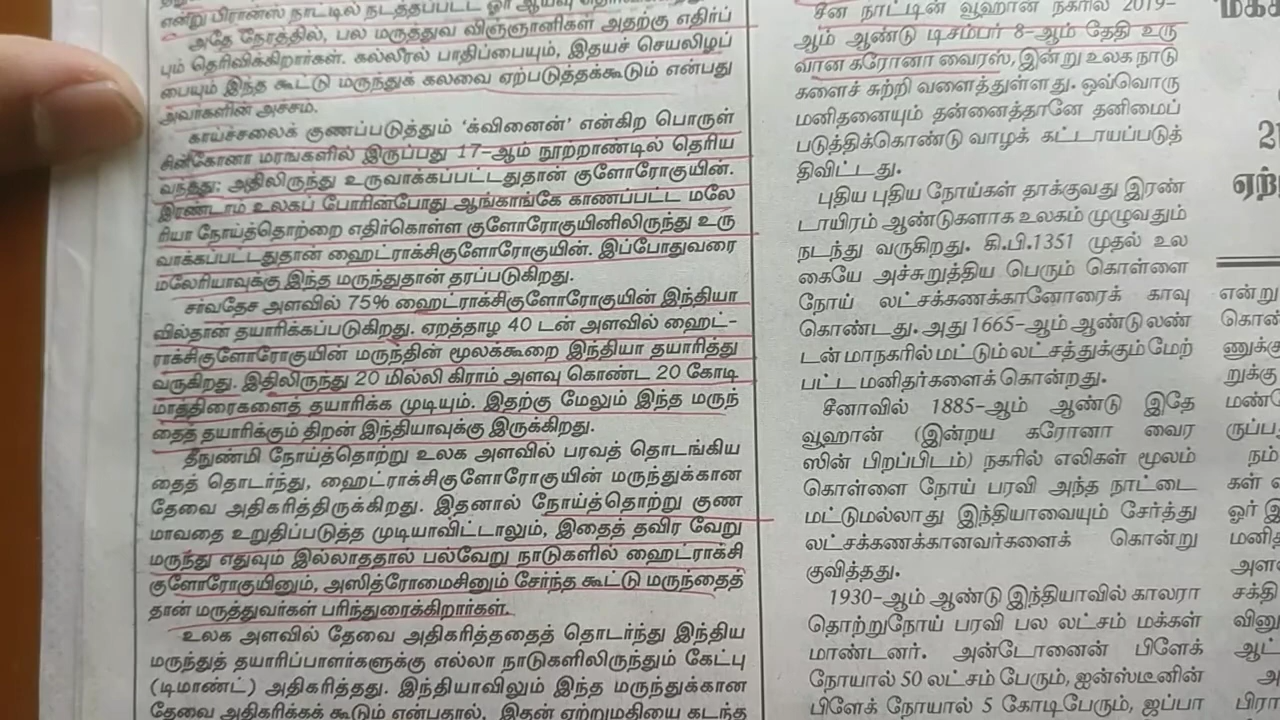 என்று பிரான்ஸ் நாட்டில் நடத்தப்பட்ட ஓர் ஆய்வு
அதே நேரத்தில், பல மருத்துவ விஞ்ஞானிகள் அதற்கு எதிர்ப்
பும் தெரிவிக்கிறார்கள். கல்லீரல் பாதிப்பையும், இதயச் செயலிழப்
பையும் இந்த கூட்டு மருந்துக் கலவை ஏற்படுத்தக்கூடும் என்பது
அவர்களின் அச்சம்.
காய்ச்சலைக் குணப்படுத்தும் ‘க்வினைன்’ என்கிற பொருள்
சின்கோனா மரங்களில் இருப்பது 17-ஆம் நூற்றாண்டில் தெரிய
வந்தது; அதிலிருந்து உருவாக்கப்பட்டதுதான் குளோரோகுயின்.
இரண்டாம் உலகப் போரின்போது ஆங்காங்கே காணப்பட்ட மலே
ரியா நோய்த்தொற்றை எதிர்கொள்ள குளோரோகுயினிலிருந்து உரு
வாக்கப்பட்டதுதான் ஹைட்ராக்சிகுளோரோகுயின். இப்போதுவரை
மலேரியாவுக்கு இந்த மருந்துதான் தரப்படுகிறது.
சர்வதேச அளவில் 75% ஹைட்ராக்சிகுளோரோகுயின் இந்தியா
வில்தான் தயாரிக்கப்படுகிறது. ஏறத்தாழ 40 டன் அளவில் ஹைட்-
ராக்சிகுளோரோகுயின் மருந்தின் மூலக்கூறை இந்தியா தயாரித்து
வருகிறது. இதிலிருந்து 20 மில்லி கிராம் அளவு கொண்ட 20 கோடி
மாத்திரைகளைத் தயாரிக்க முடியும். இதற்கு மேலும் இந்த மருந்
தைத் தயாரிக்கும் திறன் இந்தியாவுக்கு இருக்கிறது.
தீநுண்மி நோய்த்தொற்று உலக அளவில் பரவத் தொடங்கிய
தைத் தொடர்ந்து, ஹைட்ராக்சிகுளோரோகுயின் மருந்துக்கான
தேவை அதிகரித்திருக்கிறது. இதனால் நோய்த்தொற்று குண
மாவதை உறுதிப்படுத்த முடியாவிட்டாலும், இதைத் தவிர வேறு
மருந்து எதுவும் இல்லாததால் பல்வேறு நாடுகளில் ஹைட்ராக்சி
குளோரோகுயினும், அஸித்ரோமைசினும் சேர்ந்த கூட்டு மருந்தைத்
தான் மருத்துவர்கள் பரிந்துரைக்கிறார்கள்.
உலக அளவில் தேவை அதிகரித்ததைத் தொடர்ந்து இந்திய
மருந்துத் தயாரிப்பாளர்களுக்கு எல்லா நாடுகளிலிருந்தும் கேட்பு
(டிமாண்ட்) அதிகரித்தது. இந்தியாவிலும் இந்த மருந்துக்கான
தேவை அதிகரிக்கக் கூடும் என்பதால், இதன் ஏற்றுமதியை கடந்த
சீன நாட்டின் வூஹான் நகரில் 2019-
ஆம் ஆண்டு டிசம்பர் 8-ஆம் தேதி உரு
வான கரோனா வைரஸ், இன்று உலக நாடு
களைச் சுற்றி வளைத்துள்ளது. ஒவ்வொரு
மனிதனையும் தன்னைத்தானே தனிமைப்
படுத்திக்கொண்டு வாழக் கட்டாயப்படுத்
திவிட்டது.
புதிய புதிய நோய்கள் தாக்குவது இரண்
டாயிரம் ஆண்டுகளாக உலகம் முழுவதும்
நடந்து வருகிறது. கி.பி.1351 முதல் உல
கையே அச்சுறுத்திய பெரும் கொள்ளை
நோய் லட்சக்கணக்கானோரைக் காவு
கொண்டது. அது 1665-ஆம் ஆண்டு லண்
டன் மாநகரில் மட்டும் லட்சத்துக்கும் மேற்
பட்ட மனிதர்களைக் கொன்றது.
சீனாவில் 1885-ஆம் ஆண்டு இதே
வூஹான் (இன்றய கரோனா வைர
ஸின் பிறப்பிடம்) நகரில் எலிகள் மூலம்
கொள்ளை நோய் பரவி அந்த நாட்டை
மட்டுமல்லாது இந்தியாவையும் சேர்த்து
லட்சக்கணக்கானவர்களைக் கொன்று
குவித்தது.
1930-ஆம் ஆண்டு இந்தியாவில் காலரா
தொற்றுநோய் பரவி பல லட்சம் மக்கள்
மாண்டனர். அன்டோனைன் பிளேக்
நோயால் 50 லட்சம் பேரும், ஐன்ஸ்டீனின்
பிளேக் நோயால் 5 கோடிபேரும், ஜப்பா
என்று